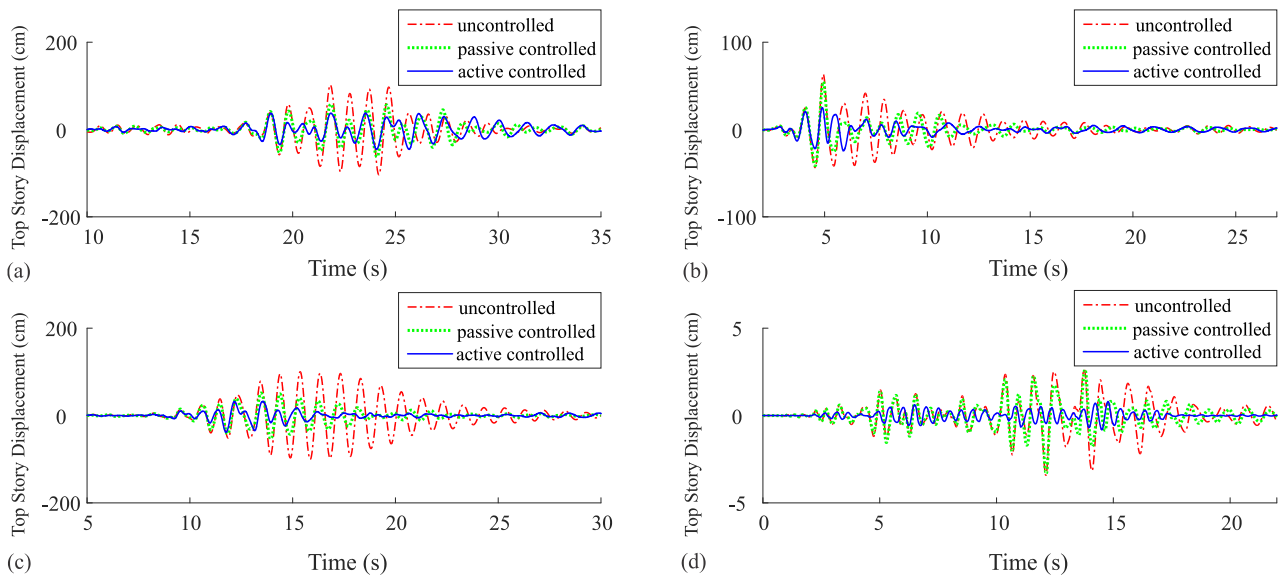 200
0
-200
Top Story Displacement (cm)
uncontrolled
passive controlled
active controlled
10 15 20 25 30 35
Time (s)
(a)
100
0
-100
Top Story Displacement (cm)
uncontrolled
passive controlled
active controlled
5 10 15 20 25
Time (s)
(b)
200
0
-200
Top Story Displacement (cm)
uncontrolled
passive controlled
active controlled
5 10 15 20 25 30
Time (s)
(c)
5
0
-5
Top Story Displacement (cm)
uncontrolled
passive controlled
active controlled
0 5 10 15 20
Time (s)
(d)